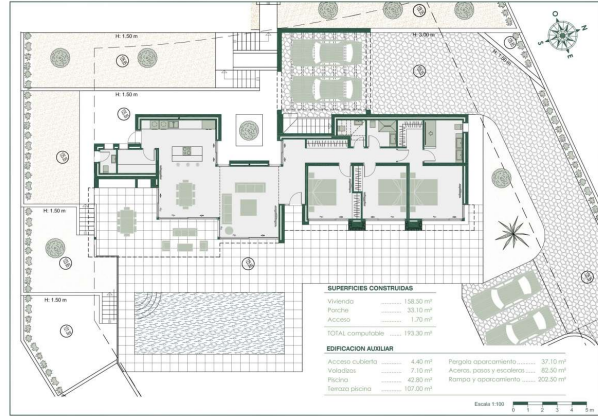 H: 1.50 m
H: 3.00 m
H: 1.50 m
H: 1.50 m
H: 1.50 m
H: 1.50 m
N
O
S
E
SUPERFICIES CONSTRUIDAS
Vivienda .......... 158.50 m²
Porche .......... 33.10 m²
Acceso .......... 1.70 m²
TOTAL computable .......... 193.30 m²
EDIFICACION AUXILIAR
Acceso cubierta .......... 4.40 m²
Voladizos .......... 7.10 m²
Piscina .......... 42.80 m²
Terraza piscina .......... 107.00 m²
Pergola aparcamiento .......... 37.10 m²
Aceras, pasos y escaleras .......... 82.50 m²
Rampa y aparcamiento .......... 202.50 m²
Escala 1:100
0 1 2 3 4 5 m